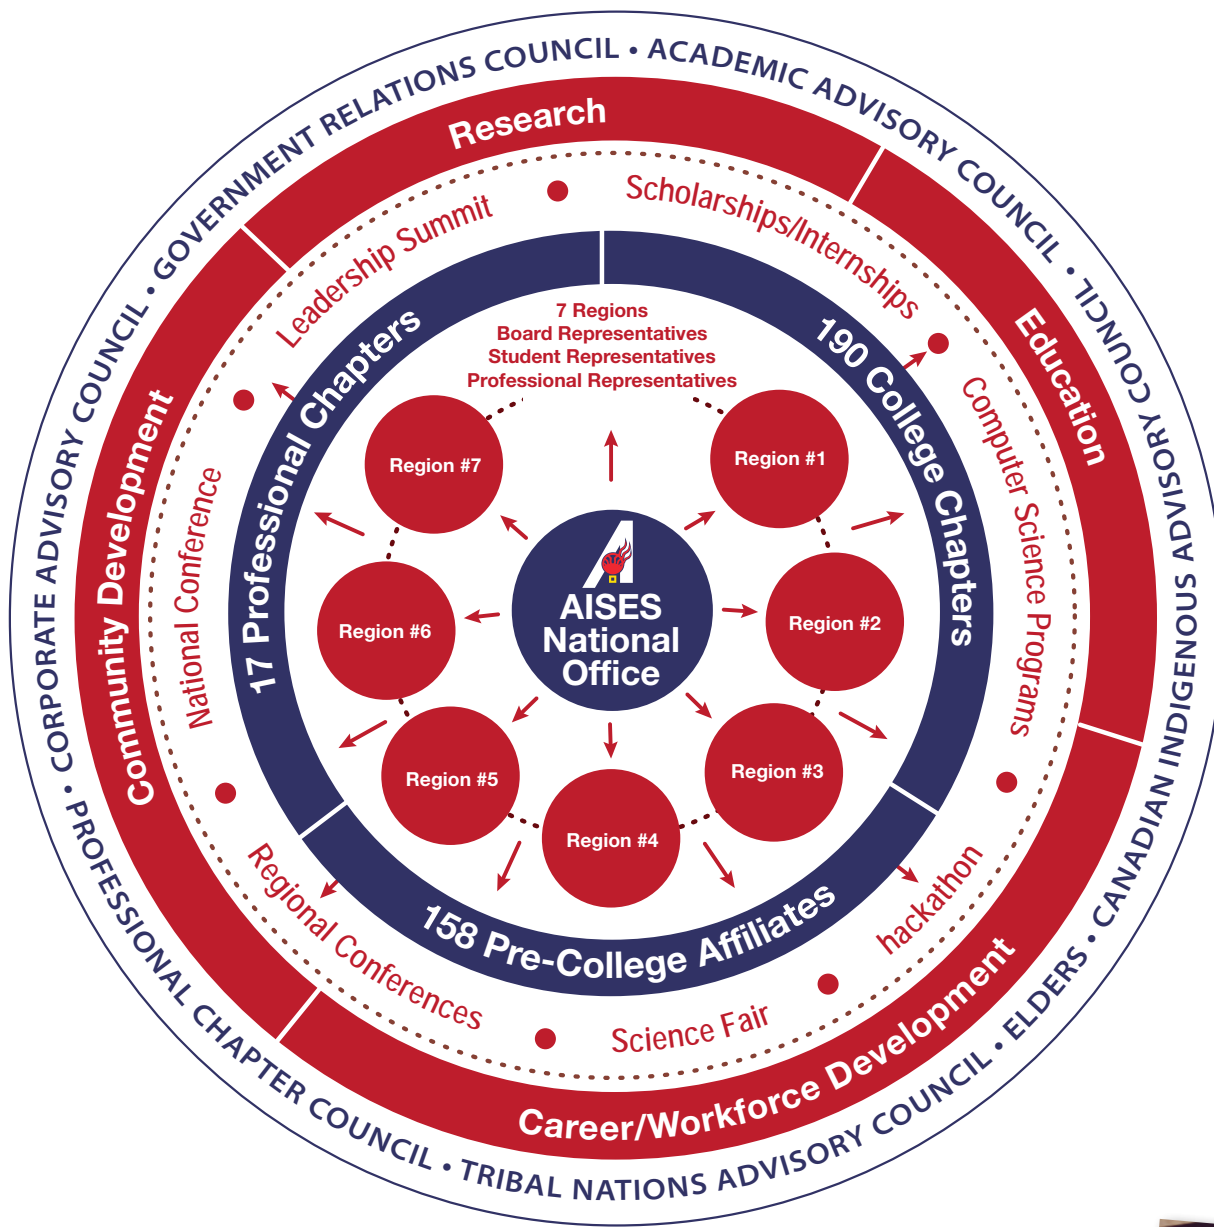 GOVERNMENT RELATIONS COUNCIL • ACADEMIC ADVISORY COUNCIL •
COUNCIL •
CANADIAN INDIGENOUS ADVISORY
ELDERS •
TRIBAL NATIONS ADVISORY COUNCIL •
PROFESSIONAL CHAPTER COUNCIL •
• CORPORATE ADVISORY COUNCIL •
Research
Education
Career/Workforce Development
Community Development
Leadership Summit
Scholarships/Internships
Computer Science Programs
hackathon
Science Fair
Regional Conferences
National Conference
17 Professional Chapters
190 College Chapters
158 Pre-College Affiliates
7 Regions
Board Representatives
Student Representatives
Professional Representatives
Region #1
Region #2
Region #3
Region #4
Region #5
Region #6
Region #7
AISES
National
Office